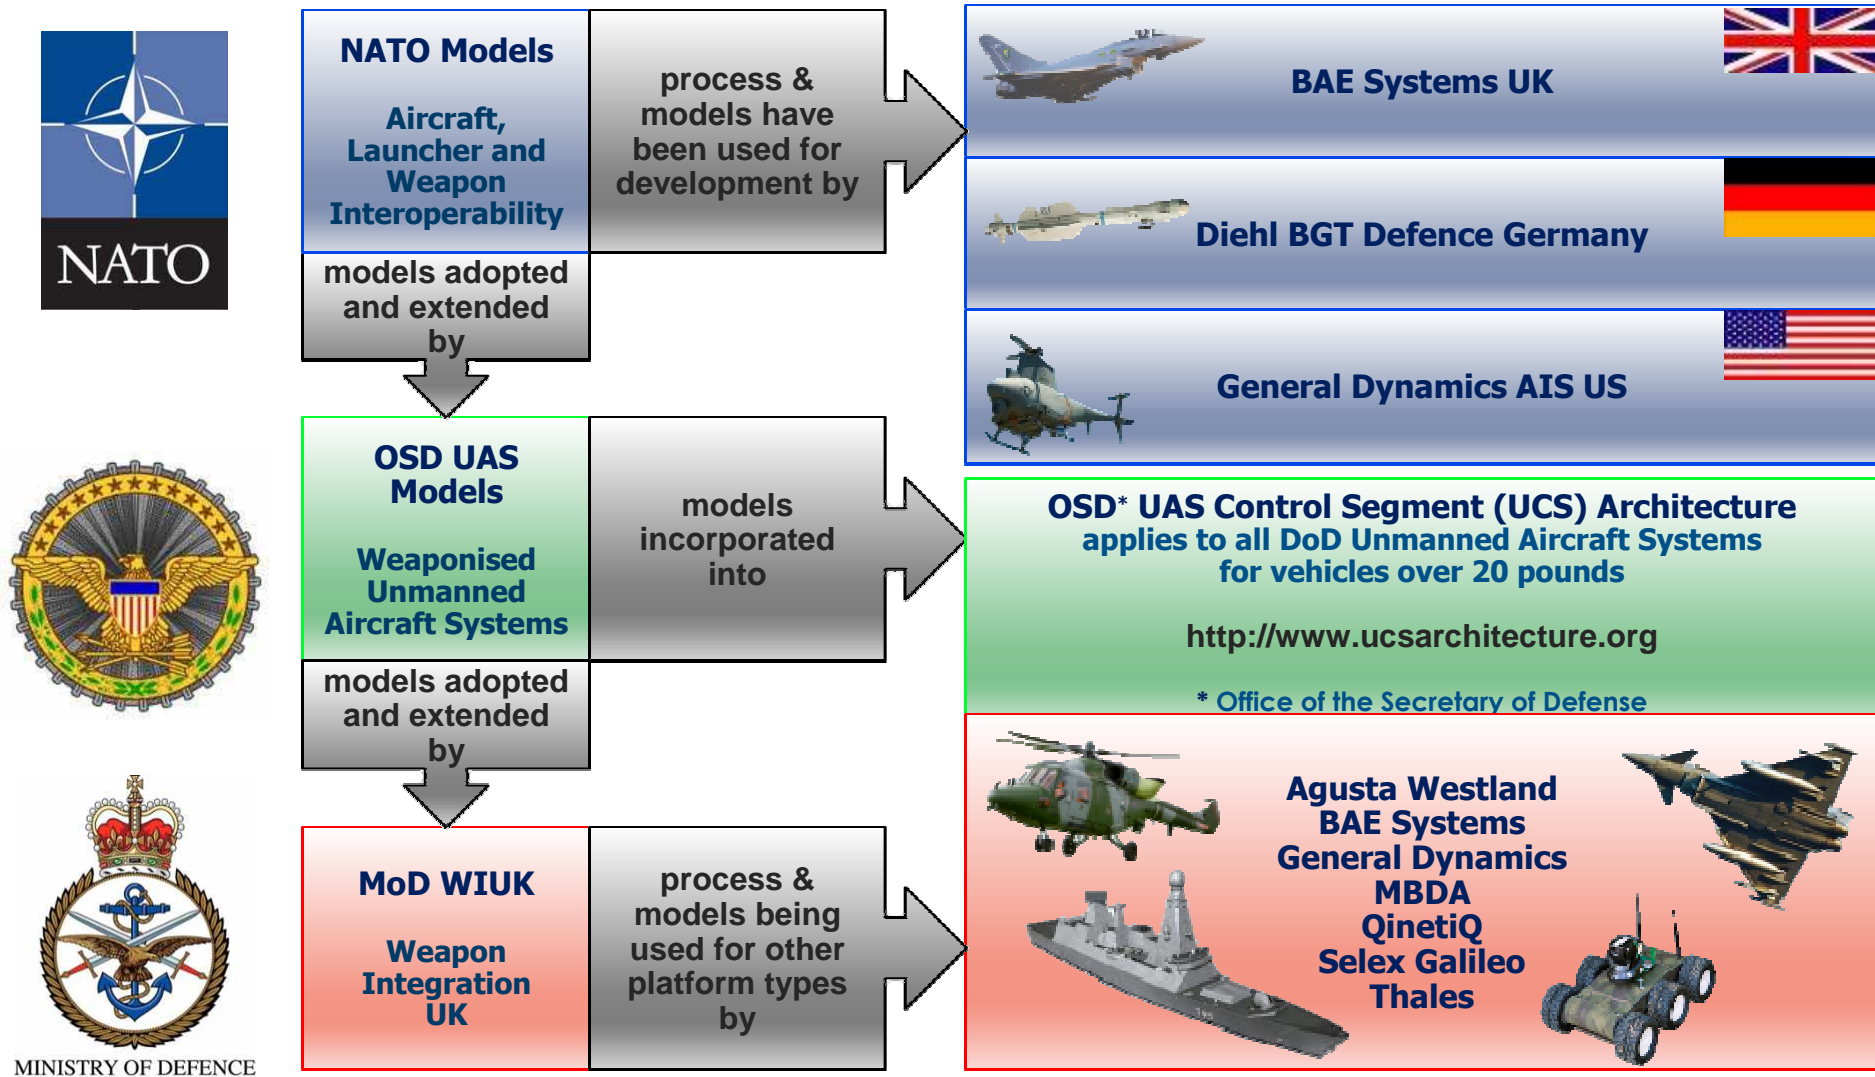 NATO
NATO Models
Aircraft,
Launcher and
Weapon
Interoperability
process &
models have
been used for
development by
BAE Systems UK
Diehl BGT Defence Germany
General Dynamics AIS US
models adopted
and extended
by
OSD UAS
Models
Weaponised
Unmanned
Aircraft Systems
models
incorporated
into
OSD* UAS Control Segment (UCS) Architecture
applies to all DoD Unmanned Aircraft Systems
for vehicles over 20 pounds
http://www.ucsarchitecture.org
* Office of the Secretary of Defense
models adopted
and extended
by
MINISTRY OF DEFENCE
MoD WIUK
Weapon
Integration
UK
process &
models being
used for other
platform types
by
Agusta Westland
BAE Systems
General Dynamics
MBDA
QinetiQ
Selex Galileo
Thales